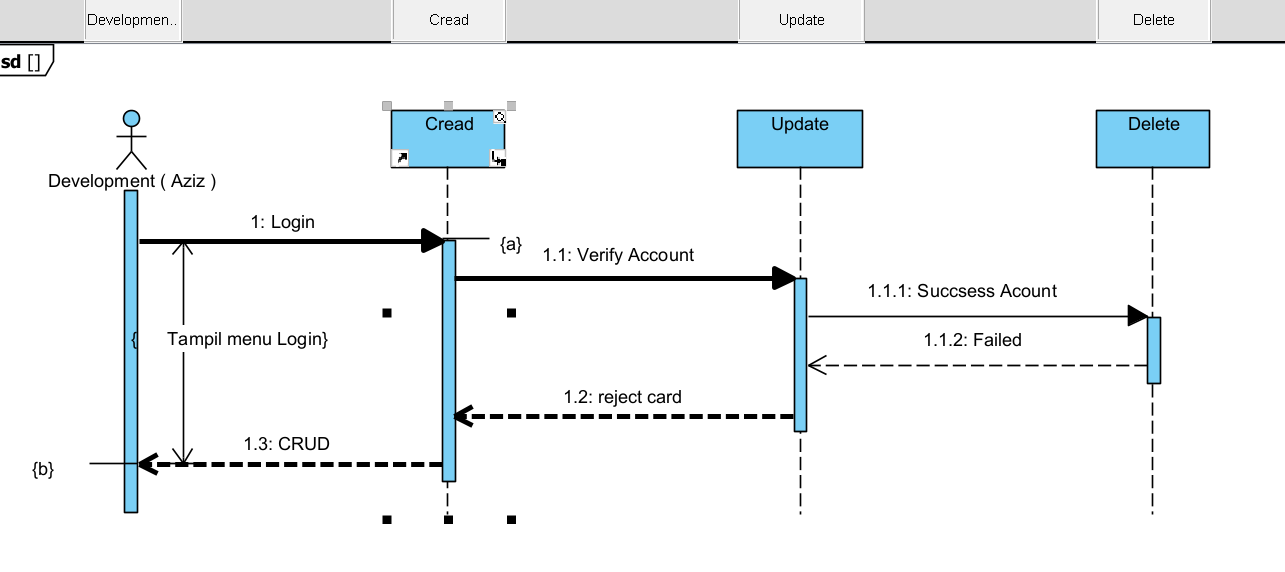 Developmen..
Cread
Update
Delete
sd []
Cread
Update
Delete
Development ( Aziz )
1: Login
{a}
1.1: Verify Account
1.1.1: Succsess Acount
{ Tampil menu Login}
1.1.2: Failed
1.2: reject card
1.3: CRUD
{b}